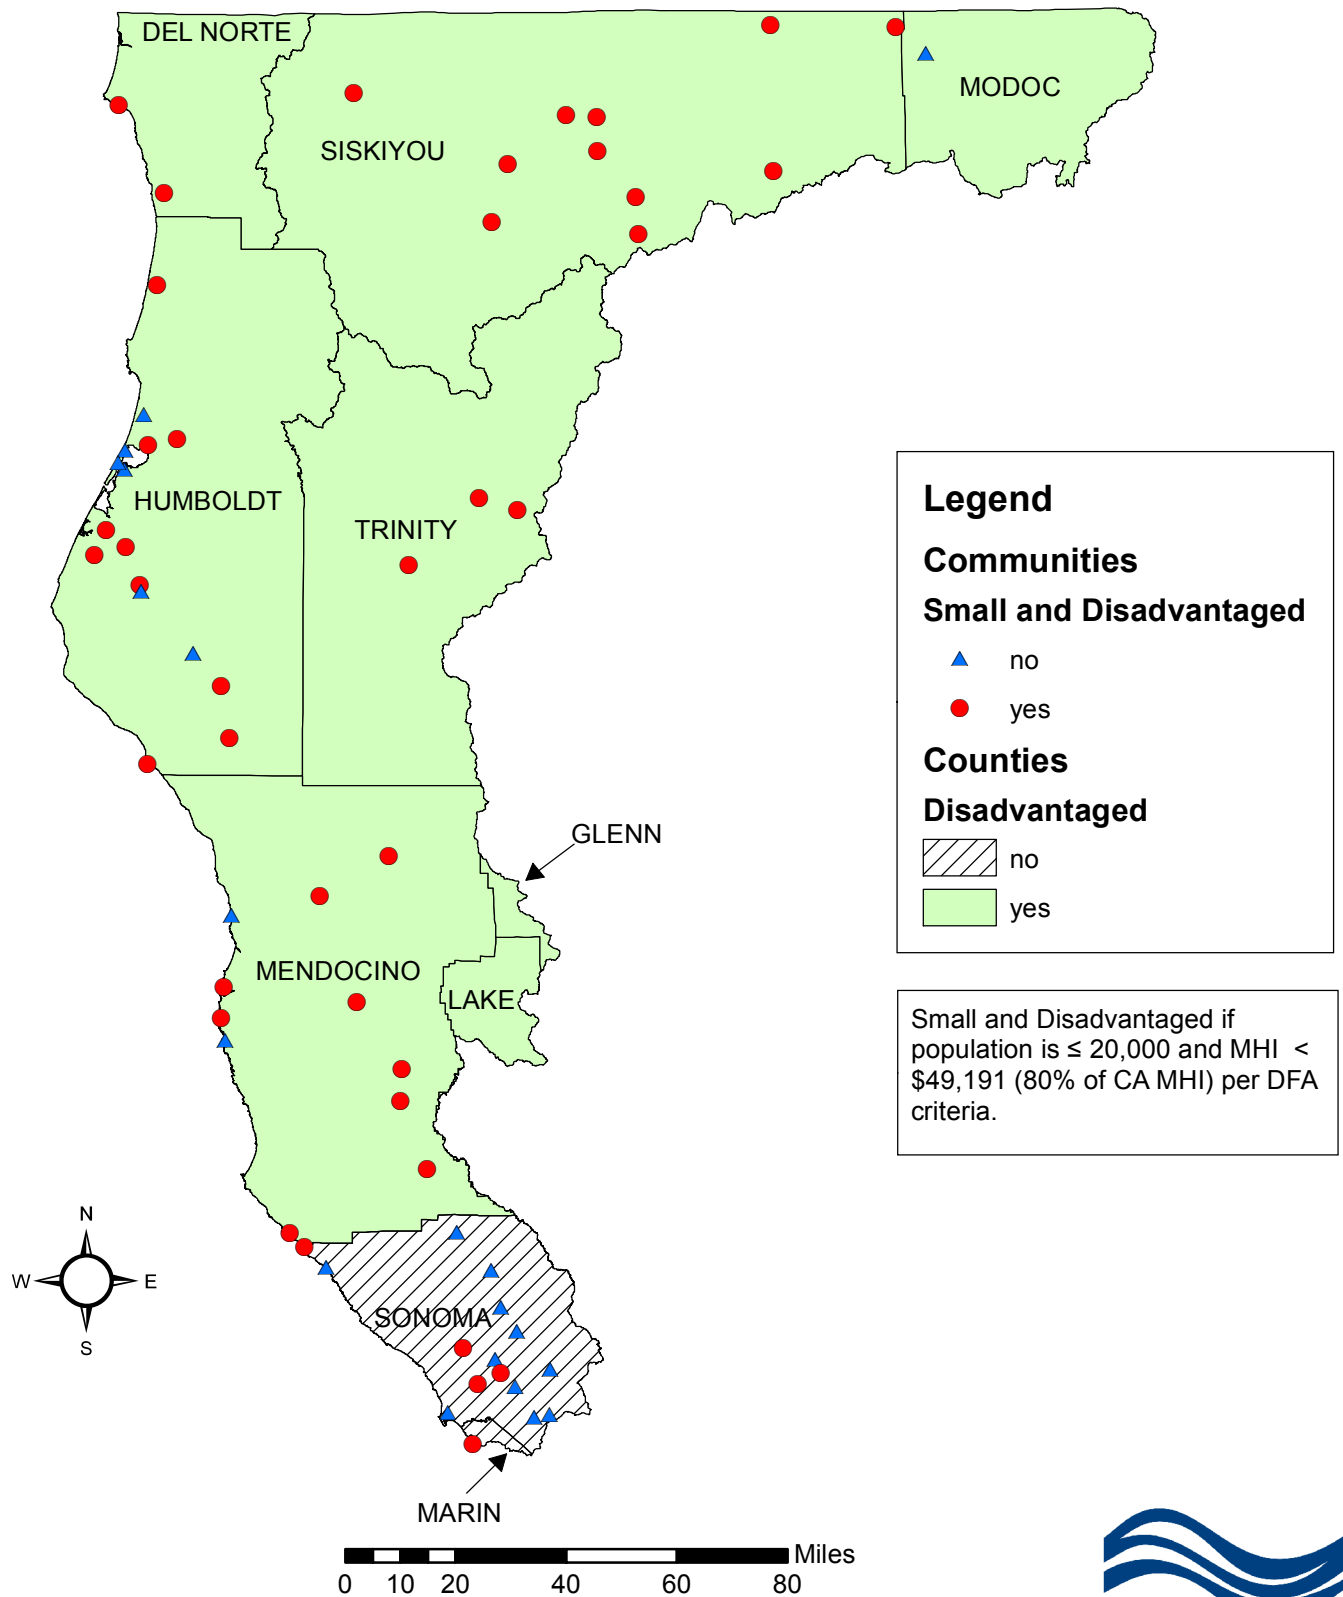 DEL NORTE
MODOC
SISKIYOU
HUMBOLDT
TRINITY
GLENN
MENDOCINO
LAKE
SONOMA
MARIN
N
W
E
S
Miles
0 10 20 40 60 80
Legend
Communities
Small and Disadvantaged
no
yes
Counties
Disadvantaged
no
yes
Small and Disadvantaged if
population is ≤ 20,000 and MHI <
$49,191 (80% of CA MHI) per DFA
criteria.